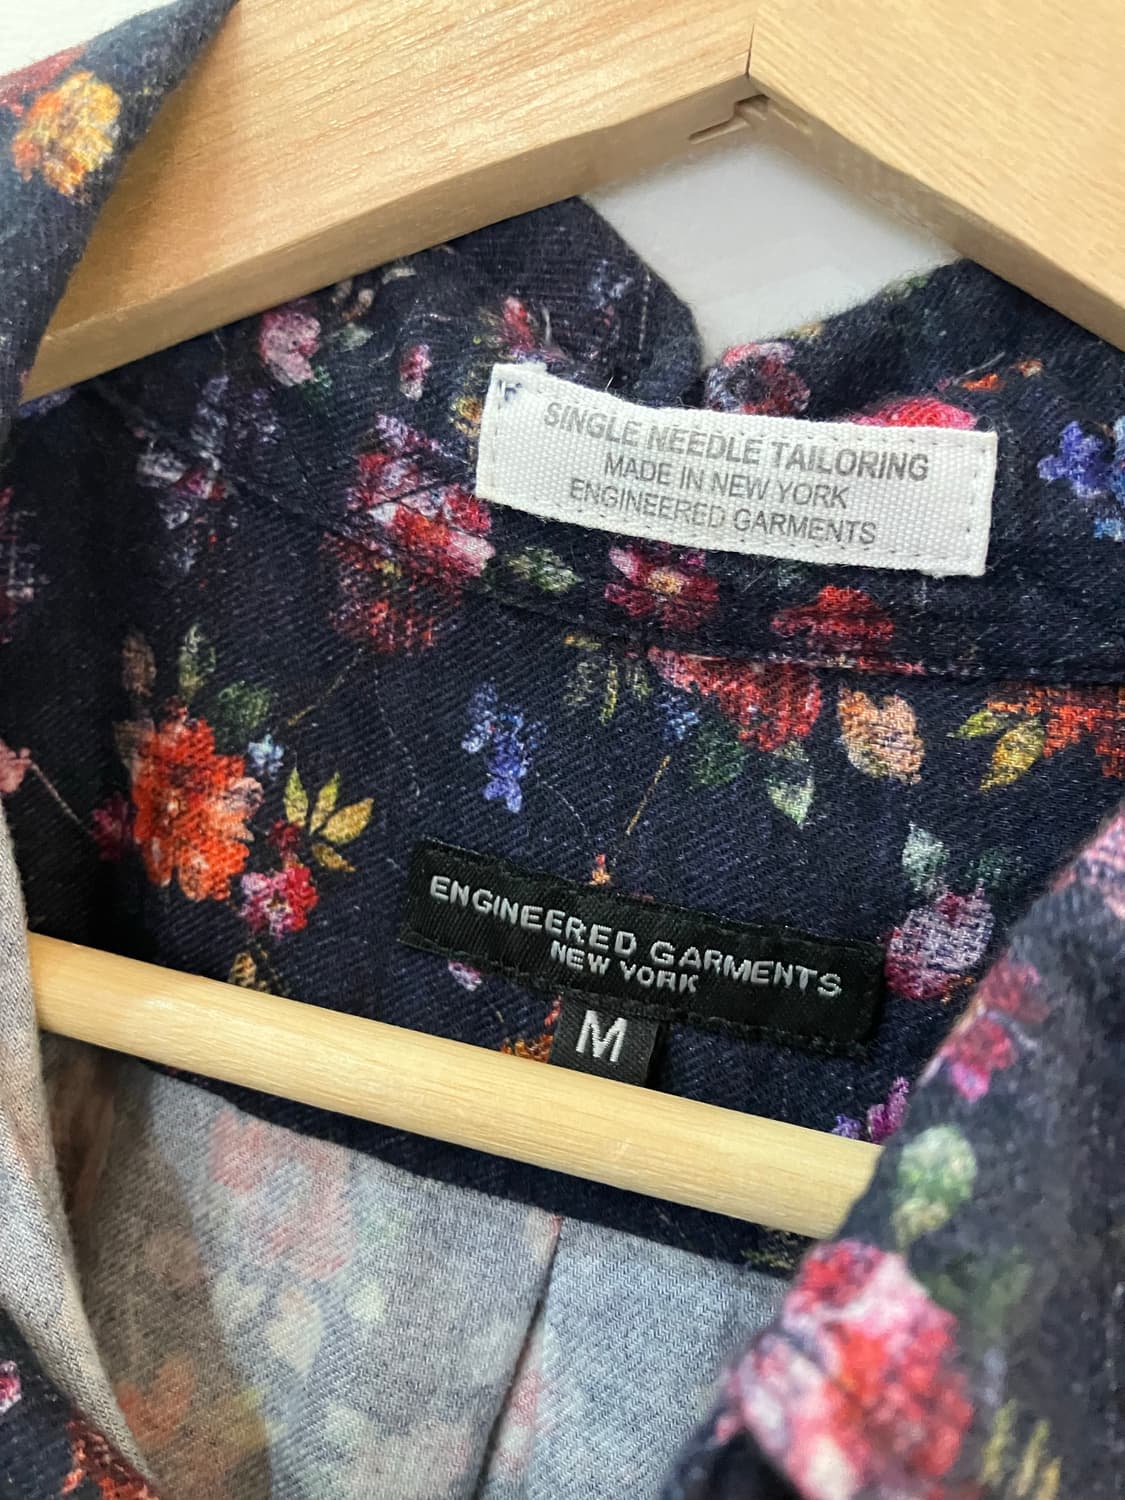 SINGLE NEEDLE TAILORING
MADE IN NEW YORK
ENGINEERED GARMENTS
ENGINEERED GARMENTS
NEW YORK
M